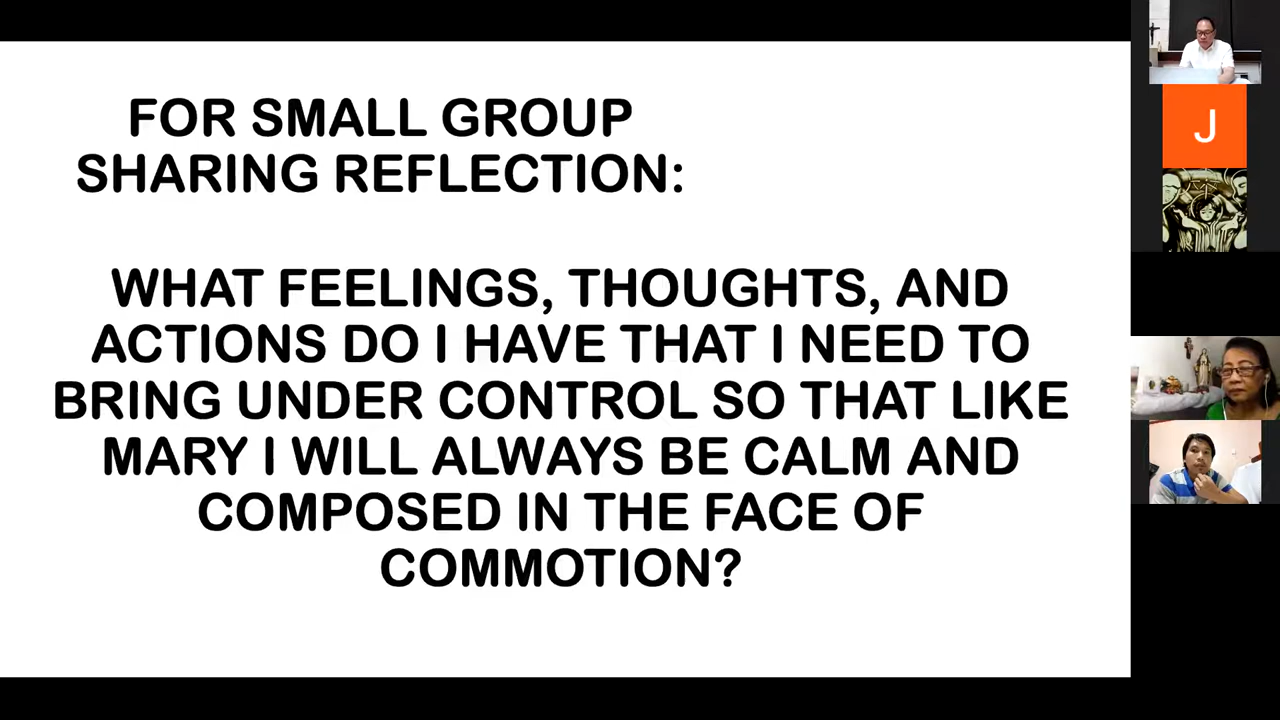 FOR SMALL GROUP
SHARING REFLECTION:
WHAT FEELINGS, THOUGHTS, AND
ACTIONS DO I HAVE THAT I NEED TO
BRING UNDER CONTROL SO THAT LIKE
MARY I WILL ALWAYS BE CALM AND
COMPOSED IN THE FACE OF
COMMOTION?
J